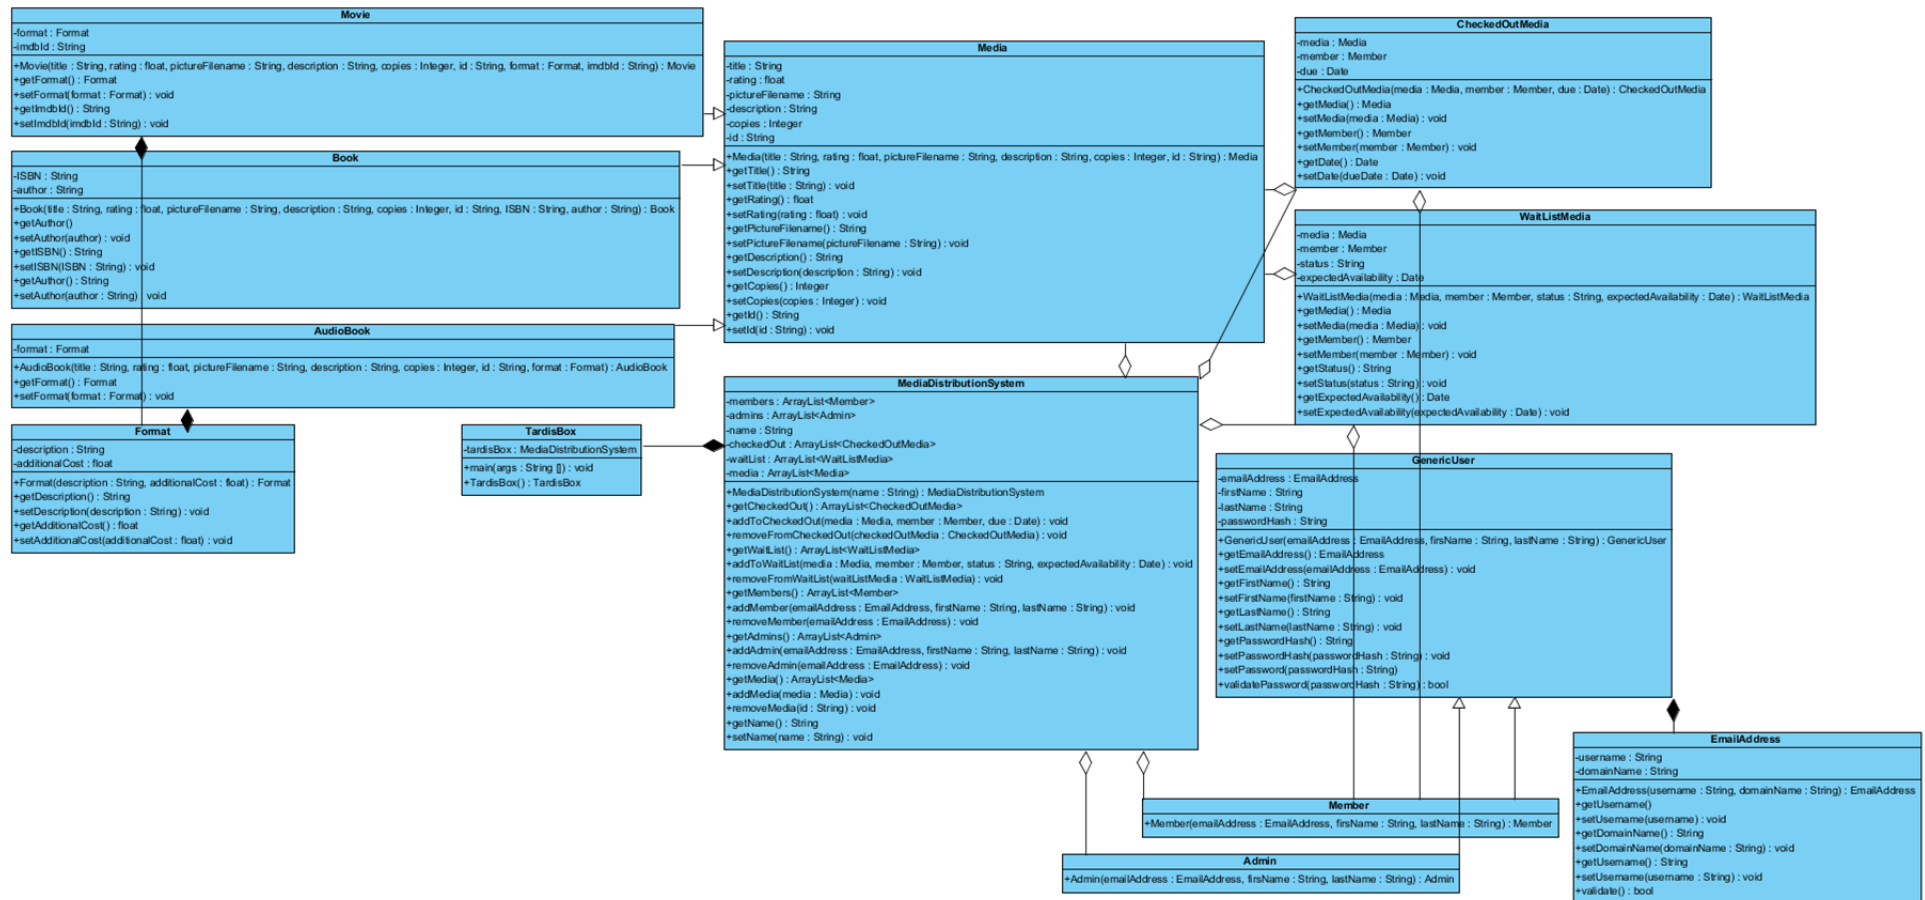 Movie
-format : Format
-imdbId : String
+Movie(title : String, rating : float, pictureFilename : String, description : String, copies : Integer, id : String, format : Format, imdbId : String) : Movie
+getFormat() : Format
+setFormat(format : Format) : void
+getImdbId() : String
+setImdbId(imdbId : String) : void
Book
-ISBN : String
-author : String
+Book(title : String, rating : float, pictureFilename : String, description : String, copies : Integer, id : String, ISBN : String, author : String) : Book
+getAuthor()
+setAuthor(author) : void
+getISBN() : String
+setISBN(ISBN : String) : void
+getAuthor() : String
+setAuthor(author : String) : void
AudioBook
-format : Format
+AudioBook(title : String, rating : float, pictureFilename : String, description : String, copies : Integer, id : String, format : Format) : AudioBook
+getFormat() : Format
+setFormat(format : Format) : void
Format
-description : String
-additionalCost : float
+Format(description : String, additionalCost : float) : Format
+getDescription() : String
+setDescription(description : String) : void
+getAdditionalCost() : float
+setAdditionalCost(additionalCost : float) : void
TardisBox
-tardisBox : MediaDistributionSystem
+main(args : String []) : void
+TardisBox() : TardisBox
Media
-title : String
-rating : float
-pictureFilename : String
-description : String
-copies : Integer
-id : String
+Media(title : String, rating : float, pictureFilename : String, description : String, copies : Integer, id : String) : Media
+getTitle() : String
+setTitle(title : String) : void
+getRating() : float
+setRating(rating : float) : void
+getPictureFilename() : String
+setPictureFilename(pictureFilename : String) : void
+getDescription() : String
+setDescription(description : String) : void
+getCopies() : Integer
+setCopies(copies : Integer) : void
+getId() : String
+setId(id : String) : void
MediaDistributionSystem
-members : ArrayList<Member>
-admins : ArrayList<Admin>
-name : String
-checkedOut : ArrayList<CheckedOutMedia>
-waitList : ArrayList<WaitListMedia>
-media : ArrayList<Media>
+MediaDistributionSystem(name : String) : MediaDistributionSystem
+getCheckedOut() : ArrayList<CheckedOutMedia>
+addToCheckedOut(media : Media, member : Member, due : Date) : void
+removeFromCheckedOut(checkedOutMedia : CheckedOutMedia) : void
+getWaitList() : ArrayList<WaitListMedia>
+addToWaitList(media : Media, member : Member, status : String, expectedAvailability : Date) : void
+removeFromWaitList(waitListMedia : WaitListMedia) : void
+getMembers() : ArrayList<Member>
+addMember(emailAddress : EmailAddress, firstName : String, lastName : String) : void
+removeMember(emailAddress : EmailAddress) : void
+getAdmins() : ArrayList<Admin>
+addAdmin(emailAddress : EmailAddress, firstName : String, lastName : String) : void
+removeAdmin(emailAddress : EmailAddress) : void
+getMedia() : ArrayList<Media>
+addMedia(media : Media) : void
+removeMedia(id : String) : void
+getName() : String
+setName(name : String) : void
CheckedOutMedia
-media : Media
-member : Member
-due : Date
+CheckedOutMedia(media : Media, member : Member, due : Date) : CheckedOutMedia
+getMedia() : Media
+setMedia(media : Media) : void
+getMember() : Member
+setMember(member : Member) : void
+getDate() : Date
+setDate(dueDate : Date) : void
WaitListMedia
-media : Media
-member : Member
-status : String
-expectedAvailability : Date
+WaitListMedia(media : Media, member : Member, status : String, expectedAvailability : Date) : WaitListMedia
+getMedia() : Media
+setMedia(media : Media) : void
+getMember() : Member
+setMember(member : Member) : void
+getStatus() : String
+setStatus(status : String) : void
+getExpectedAvailability() : Date
+setExpectedAvailability(expectedAvailability : Date) : void
GenericUser
-emailAddress : EmailAddress
-firstName : String
-lastName : String
-passwordHash : String
+GenericUser(emailAddress : EmailAddress, firsName : String, lastName : String) : GenericUser
+getEmailAddress() : EmailAddress
+setEmailAddress(emailAddress : EmailAddress) : void
+getFirstName() : String
+setFirstName(firstName : String) : void
+getLastName() : String
+setLastName(lastName : String) : void
+getPasswordHash() : String
+setPasswordHash(passwordHash : String) : void
+setPassword(passwordHash : String)
+validatePassword(passwordHash : String) : bool
Member
+Member(emailAddress : EmailAddress, firsName : String, lastName : String) : Member
Admin
+Admin(emailAddress : EmailAddress, firsName : String, lastName : String) : Admin
EmailAddress
-username : String
-domainName : String
+EmailAddress(username : String, domainName : String) : EmailAddress
+getUsername()
+setUsername(username) : void
+getDomainName() : String
+setDomainName(domainName : String) : void
+getUsername() : String
+setUsername(username : String) : void
+validate() : bool